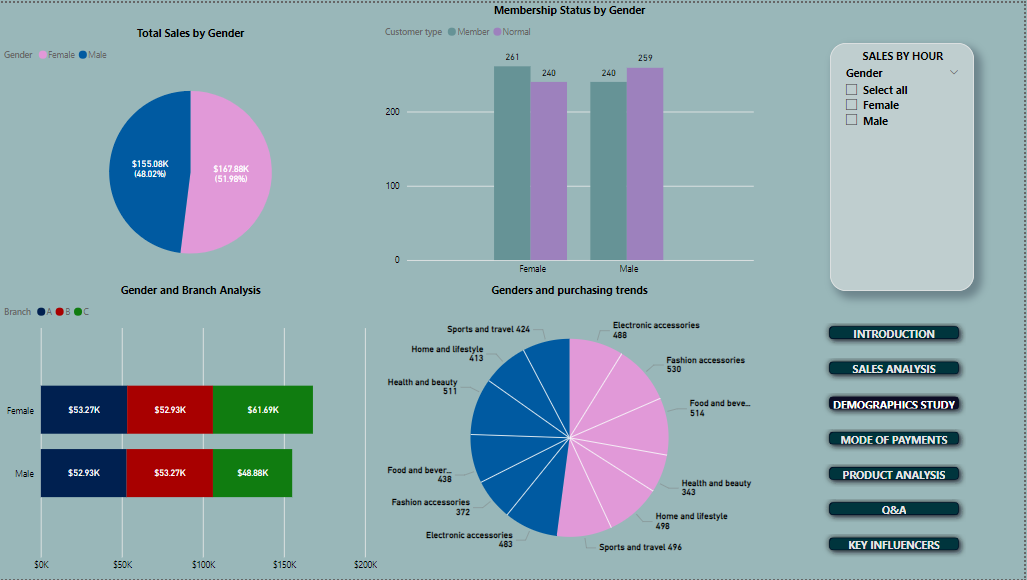 Total Sales by Gender
Gender Female Male
$155.08K
(48.02%)
$167.88K
(51.98%)
Membership Status by Gender
Customer type Member Normal
261
240
240
259
200
100
0
Female
Male
SALES BY HOUR
Gender
Select all
Female
Male
Gender and Branch Analysis
Branch A B C
Female
$53.27K
$52.93K
$61.69K
Male
$52.93K
$53.27K
$48.88K
$0K
$50K
$100K
$150K
$200K
Genders and purchasing trends
Sports and travel 424
Electronic accessories
488
Home and lifestyle
413
Fashion accessories
530
Health and beauty
511
Food and beve...
514
Food and bever...
438
Health and beauty
343
Fashion accessories
372
Home and lifestyle
498
Electronic accessories
483
Sports and travel 496
INTRODUCTION
SALES ANALYSIS
DEMOGRAPHICS STUDY
MODE OF PAYMENTS
PRODUCT ANALYSIS
Q&A
KEY INFLUENCERS